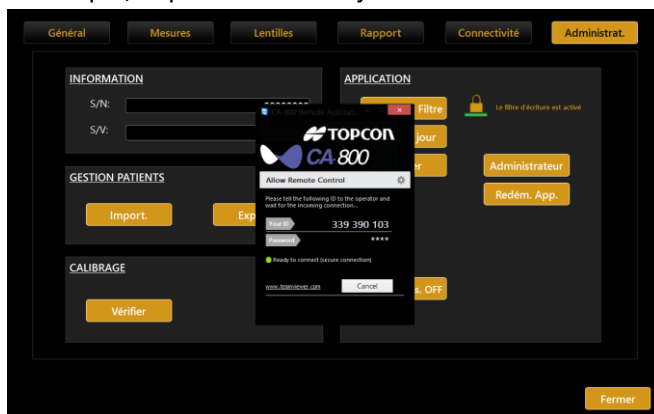 Général Mesures Lentilles Rapport Connectivité Administrat.
INFORMATION
S/N:
S/V:
GESTION PATIENTS
Import.
CALIBRAGE
Vérifier
APPLICATION
Filtre
Le filtre d'écriture est activé
jour
Administrateur
Redém. App.
OFF
CA-800 Remote
TOPCON
CA-800
Allow Remote Control
Please tell the following ID to the operator and
wait for the incoming connection...
Your ID 339 390 103
Password ****
Ready to connect (secure connection)
www.teamviewer.com Cancel
Fermer